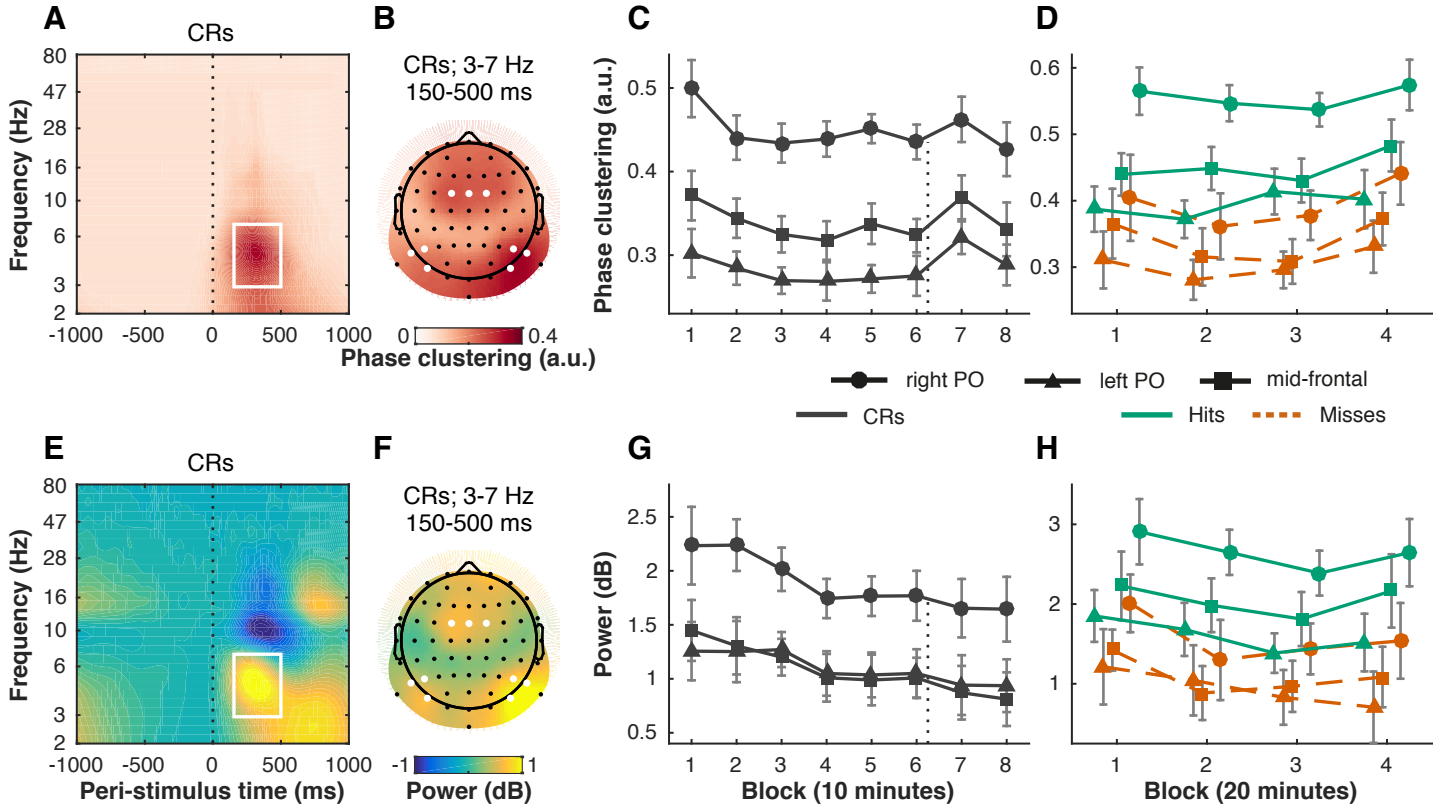 A
CRs
Frequency (Hz)
80
47
28
16
10
6
3
2
-1000
-500
0
500
1000
B
CRs; 3-7 Hz
150-500 ms
0
0.4
Phase clustering (a.u.)
C
Phase clustering (a.u.)
0.5
0.4
0.3
1 2 3 4 5 6 7 8
D
0.6
0.5
0.4
0.3
1 2 3 4
right PO
left PO
mid-frontal
CRs
Hits
Misses
E
CRs
Frequency (Hz)
80
47
28
16
10
6
3
2
-1000
-500
0
500
1000
Peri-stimulus time (ms)
F
CRs; 3-7 Hz
150-500 ms
-1
1
Power (dB)
G
Power (dB)
2.5
2
1.5
1
0.5
1 2 3 4 5 6 7 8
Block (10 minutes)
H
3
2
1
1 2 3 4
Block (20 minutes)